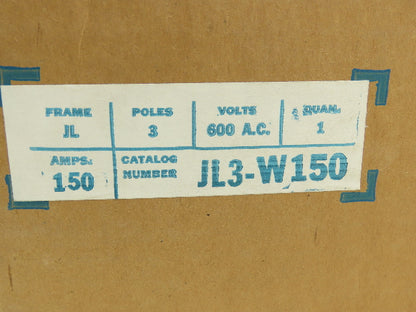 FRAME POLES VOLTS QUAN.
JL 3 600 A.C. 1
AMPS: CATALOG NUMBER
150 JL3-W150